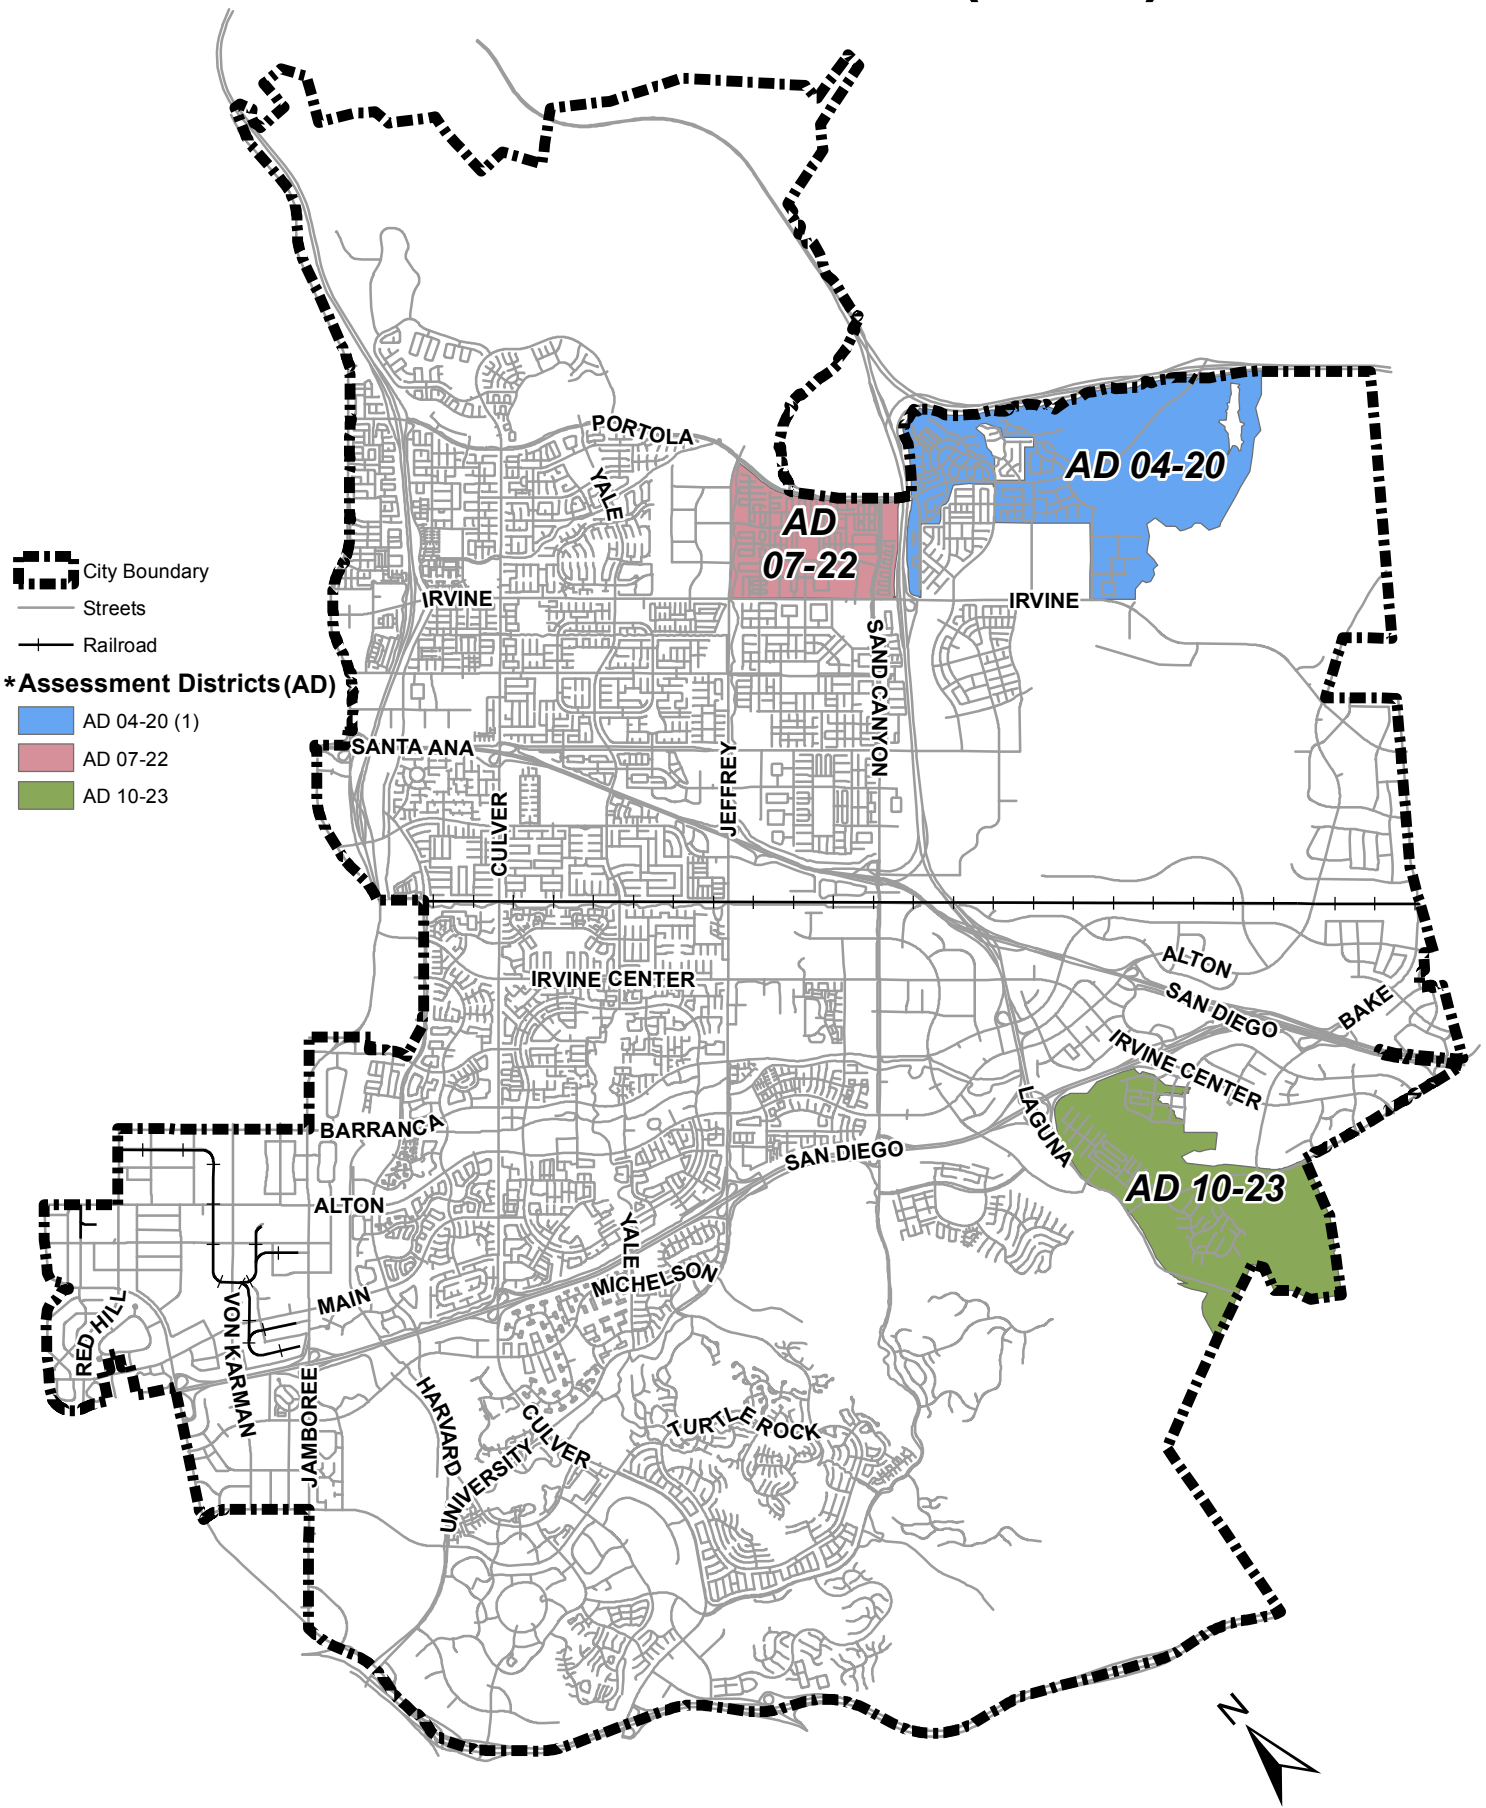 PORTOLA
YALE
AD 04-20
AD
07-22
City Boundary
Streets
Railroad
*Assessment Districts (AD)
AD 04-20 (1)
AD 07-22
AD 10-23
IRVINE
IRVINE
SAND CANYON
SANTA ANA
JEFFREY
CULVER
IRVINE CENTER
ALTON
SAN DIEGO
BAKE
IRVINE CENTER
LAGUNA
BARRANCA
SAN DIEGO
AD 10-23
ALTON
YALE
MICHELSON
MAIN
RED HILL
VON KARMAN
JAMBOREE
HARVARD
CULVER
UNIVERSITY
TURTLE ROCK
N